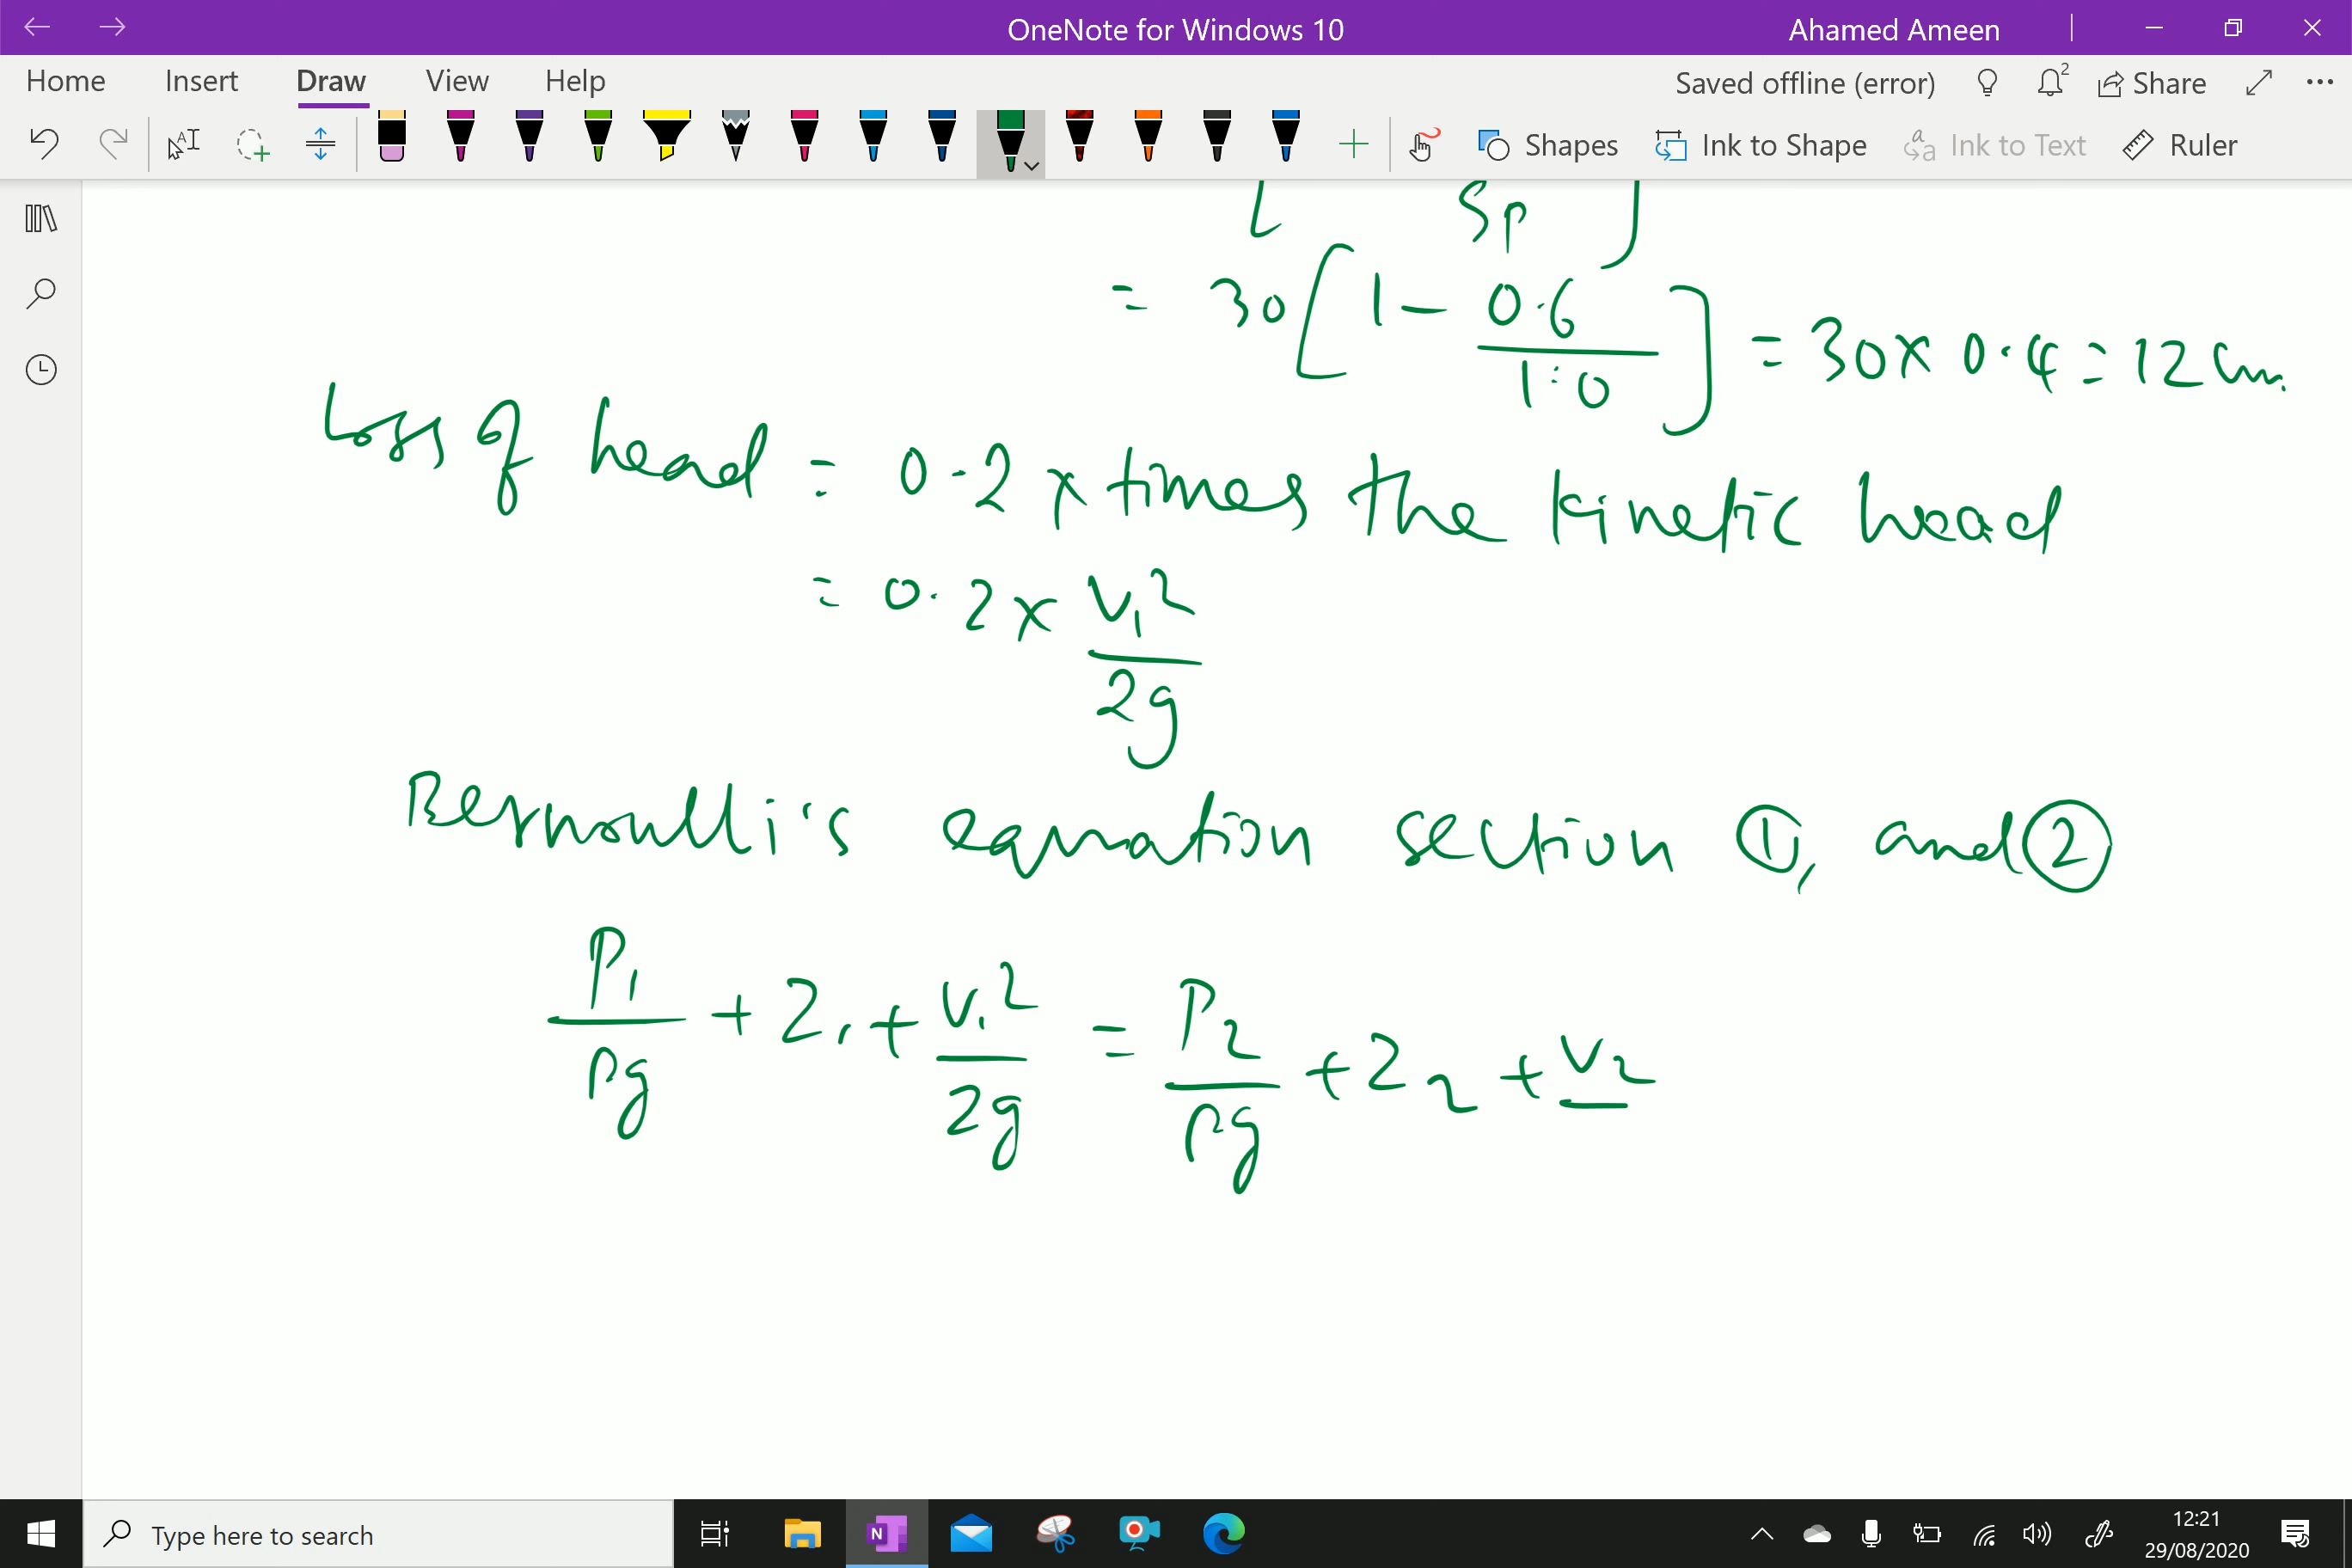 OneNote for Windows 10
Ahamed Ameen
Home Insert Draw View Help
Saved offline (error) 2 Share
Shapes Ink to Shape Ink to Text Ruler
[ Sp ]
= 30 [ 1 - 0.6 / 1.0 ] = 30 x 0.4 = 12 cm.
Loss of head = 0.2 x times the kinetic head
= 0.2 x V₁² / 2g
Bernoulli's equation section ①, and ②
P₁ / ρg + Z₁ + V₁² / 2g = P₂ / ρg + Z₂ + V₂
Type here to search
12:21
29/08/2020